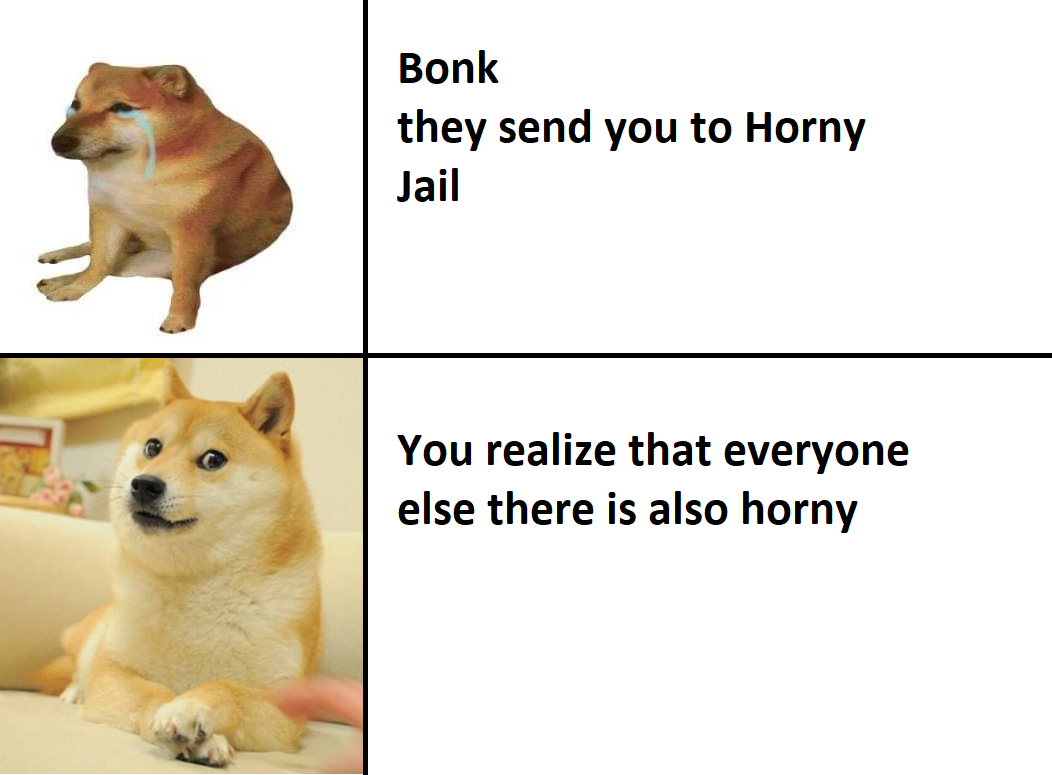 Bonk
they send you to Horny
Jail
You realize that everyone
else there is also horny